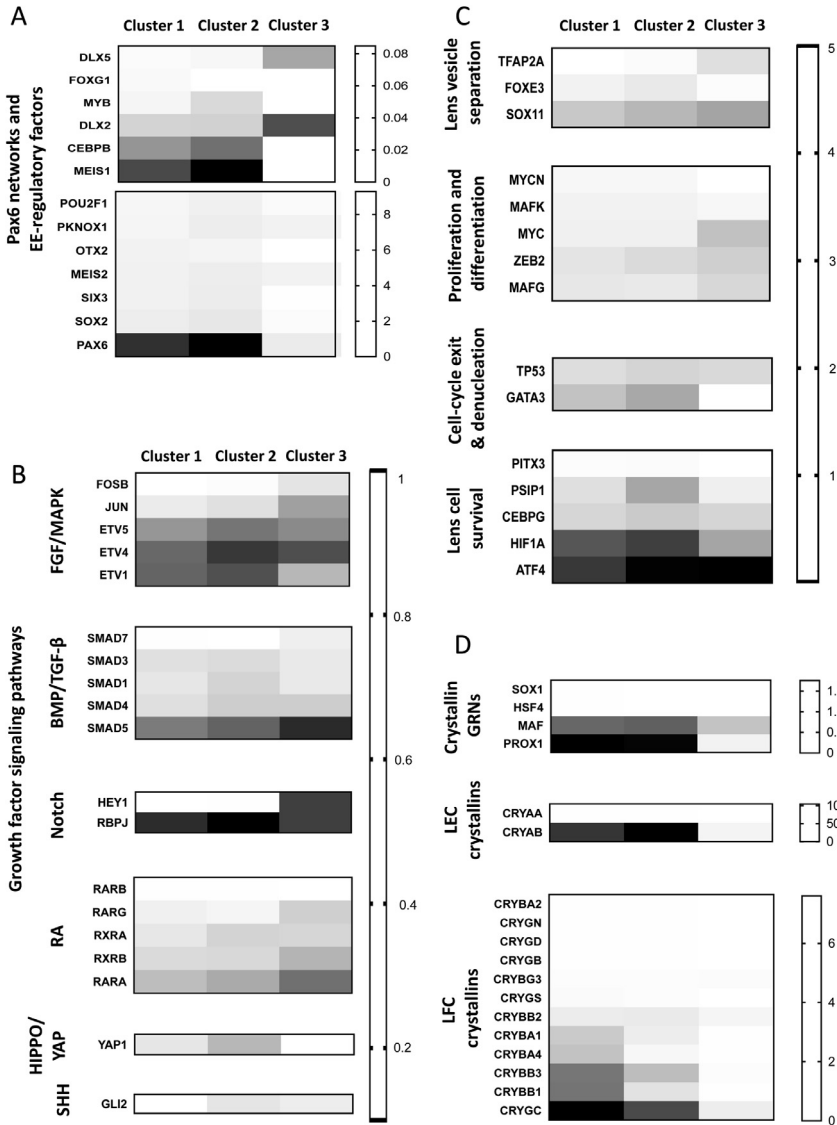 A
Cluster 1 Cluster 2 Cluster 3
Pax6 networks and
EE-regulatory factors
DLX5
FOXG1
MYB
DLX2
CEBPB
MEIS1
0.08
0.06
0.04
0.02
0
POU2F1
PKNOX1
OTX2
MEIS2
SIX3
SOX2
PAX6
8
6
4
2
0
B
Cluster 1 Cluster 2 Cluster 3
Growth factor signaling pathways
FGF/MAPK
FOSB
JUN
ETV5
ETV4
ETV1
BMP/TGF-β
SMAD7
SMAD3
SMAD1
SMAD4
SMAD5
Notch
HEY1
RBPJ
RA
RARB
RARG
RXRA
RXRB
RARA
HIPPO/
YAP
YAP1
SHH
GLI2
1
0.8
0.6
0.4
0.2
0
C
Cluster 1 Cluster 2 Cluster 3
Lens vesicle
separation
TFAP2A
FOXE3
SOX11
Proliferation and
differentiation
MYCN
MAFK
MYC
ZEB2
MAFG
Cell-cycle exit
& denucleation
TP53
GATA3
Lens cell
survival
PITX3
PSIP1
CEBPG
HIF1A
ATF4
5
4
3
2
1
D
Crystallin
GRNs
SOX1
HSF4
MAF
PROX1
1.
1.
0.
0
LEC
crystallins
CRYAA
CRYAB
10
50
0
LFC
crystallins
CRYBA2
CRYGN
CRYGD
CRYGB
CRYBG3
CRYGS
CRYBB2
CRYBA1
CRYBA4
CRYBB3
CRYBB1
CRYGC
6
4
2
0